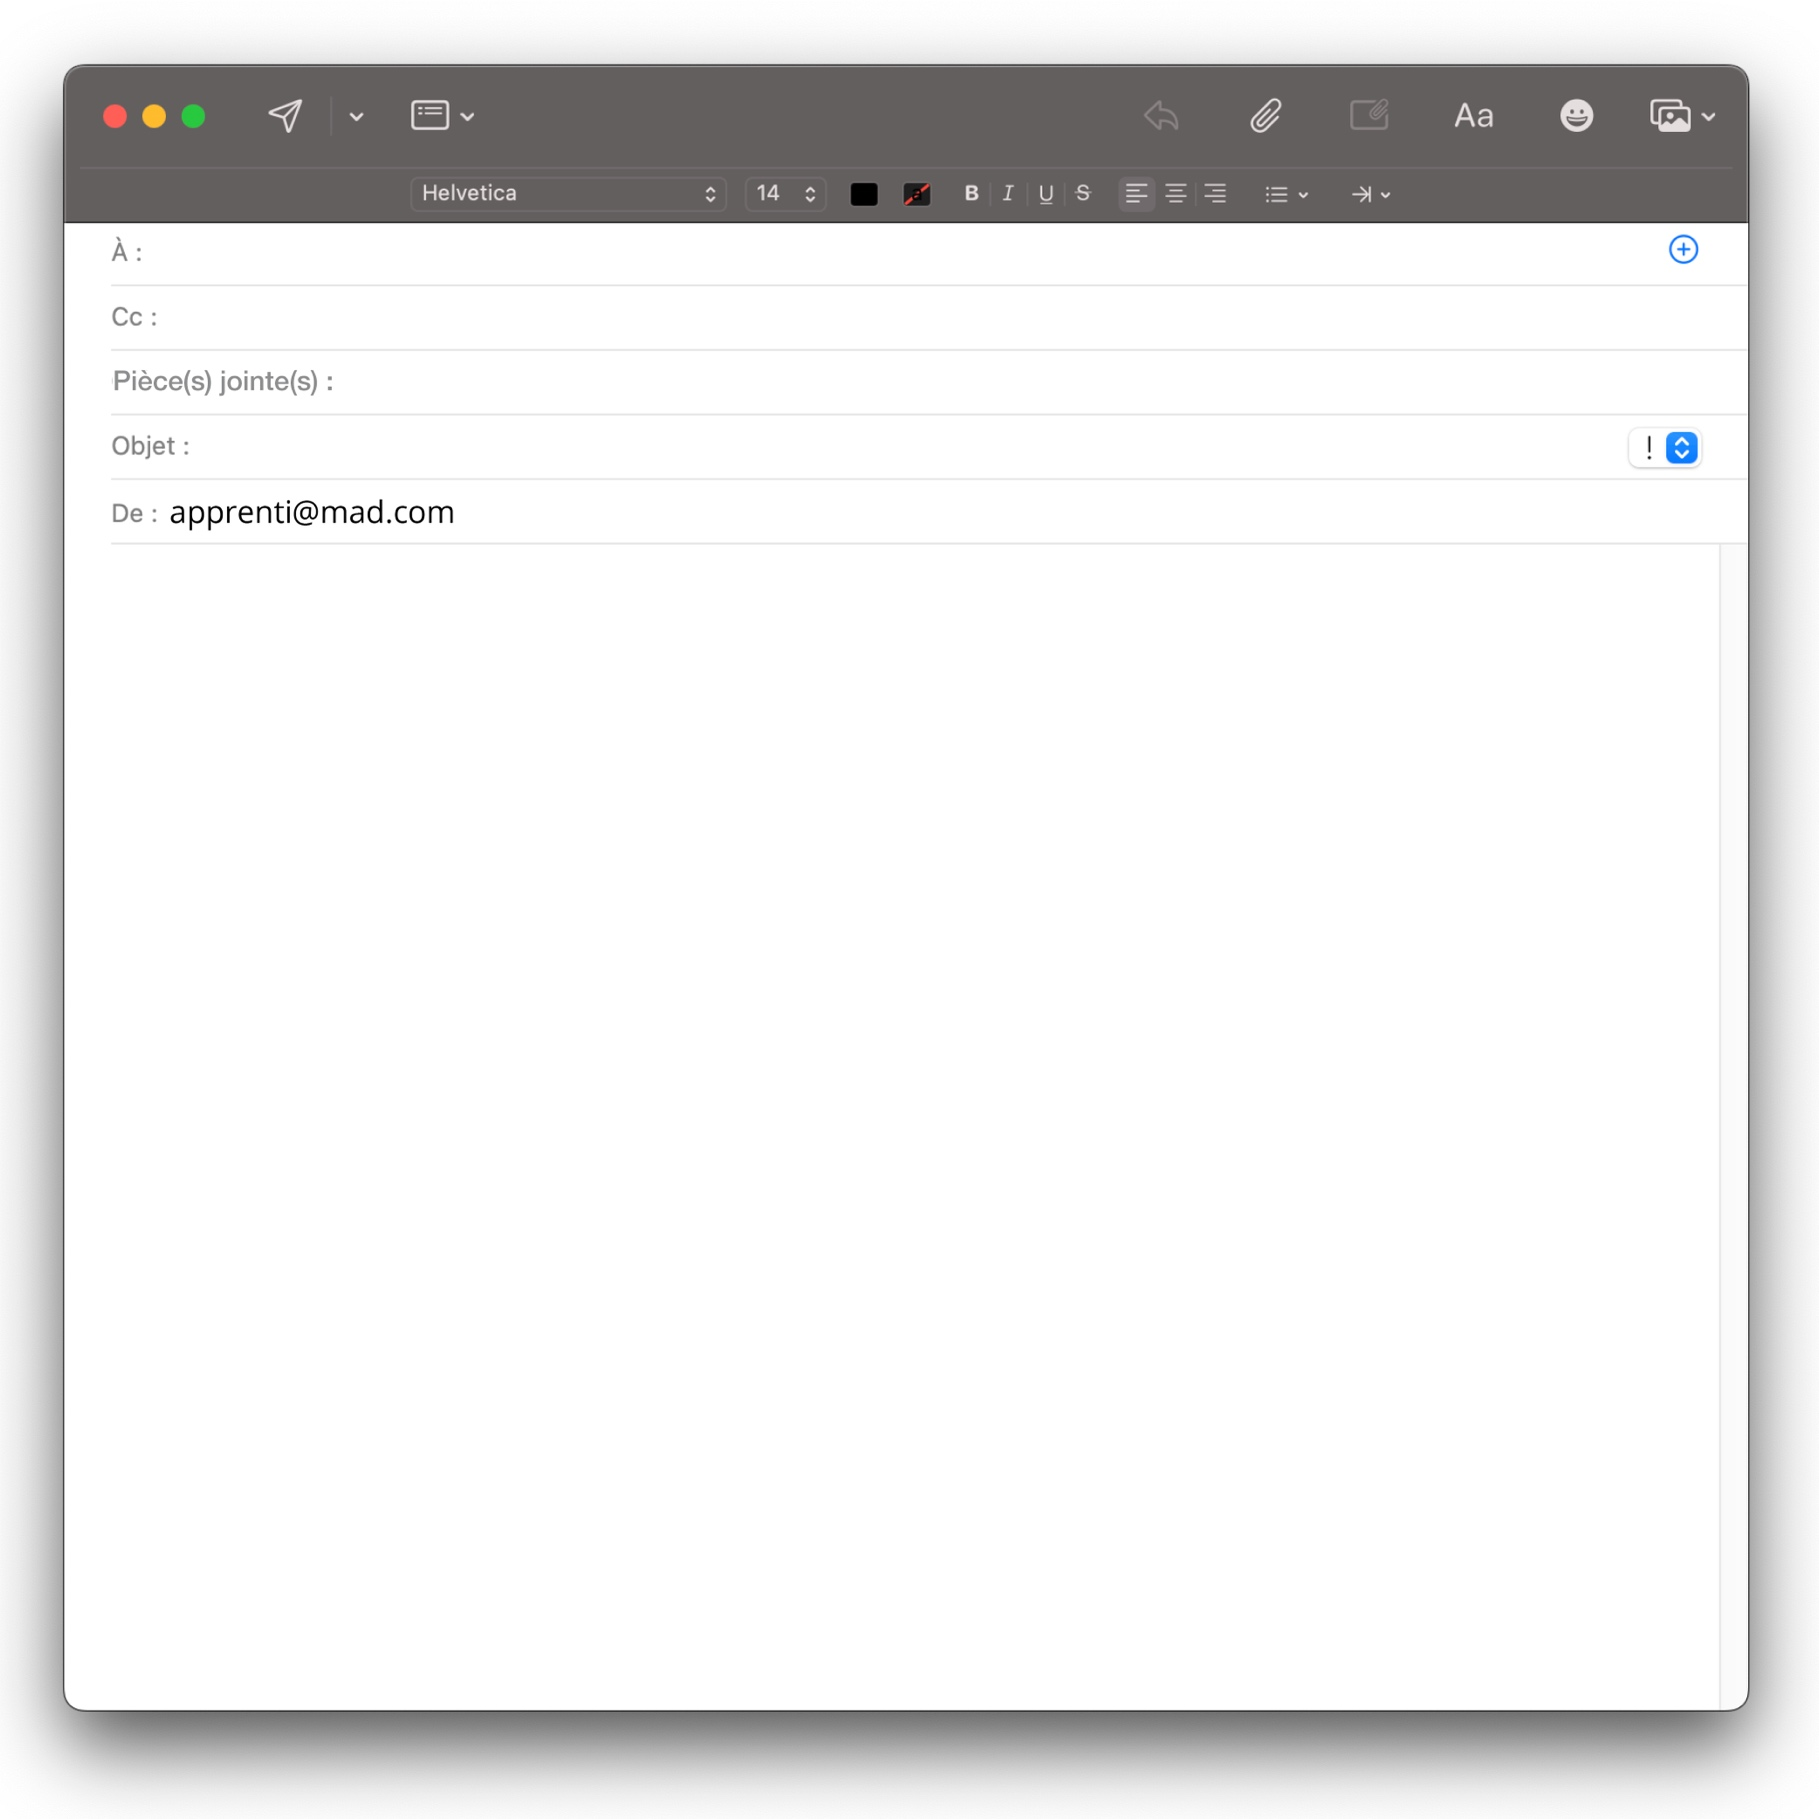 Aa
Helvetica 14 a B I U S
À :
Cc :
Pièce(s) jointe(s) :
Objet : !
De : apprenti@mad.com